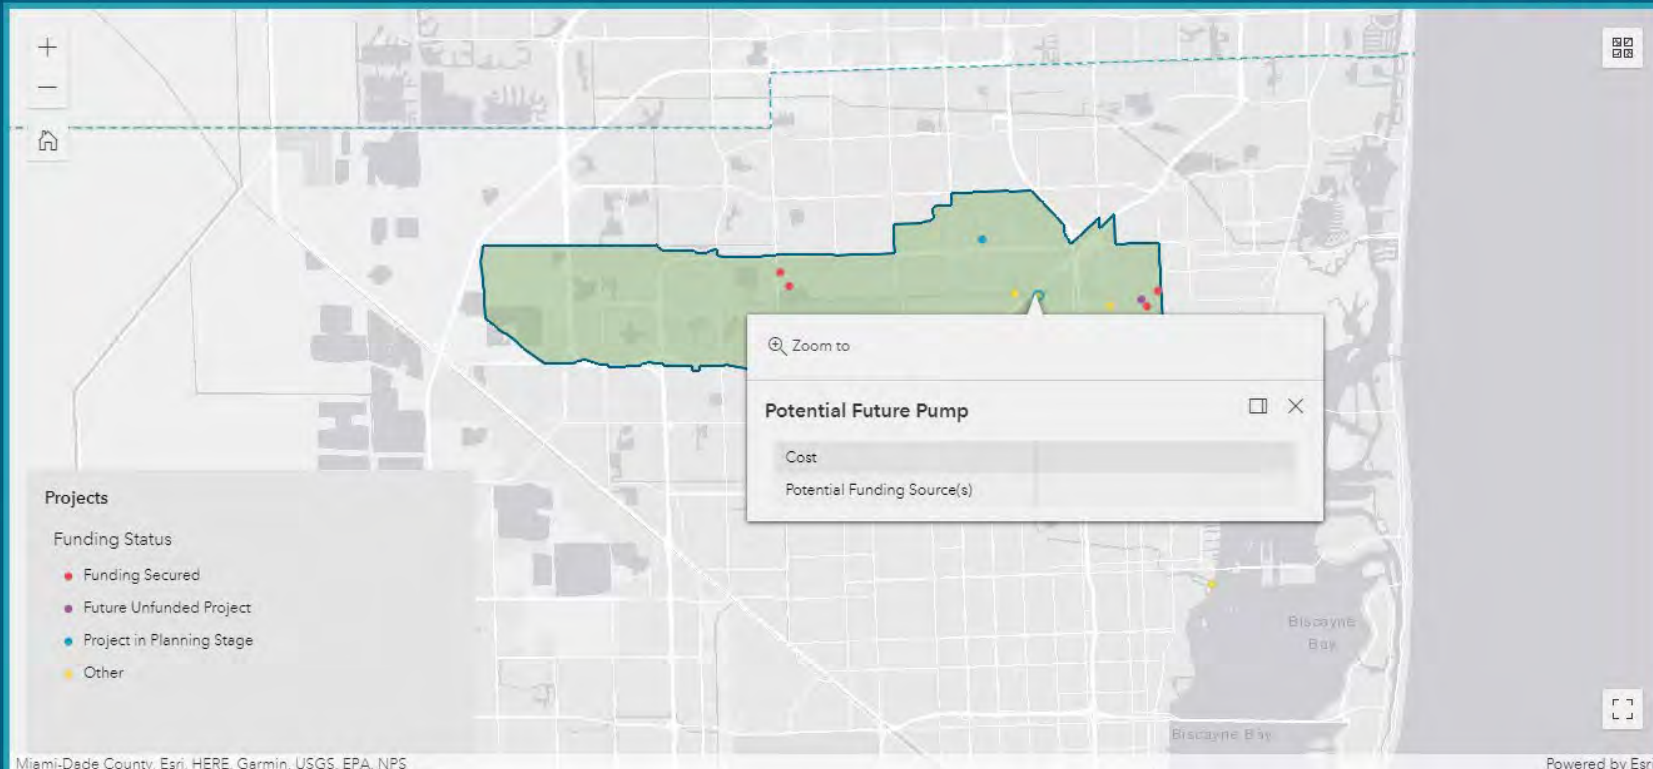 Zoom to
Potential Future Pump
Cost
Potential Funding Source(s)
Projects
Funding Status
Funding Secured
Future Unfunded Project
Project in Planning Stage
Other
Biscayne
Bay
Biscayne Bay
Miami-Dade County, Esri, HERE, Garmin, USGS, EPA, NPS
Powered by Esri